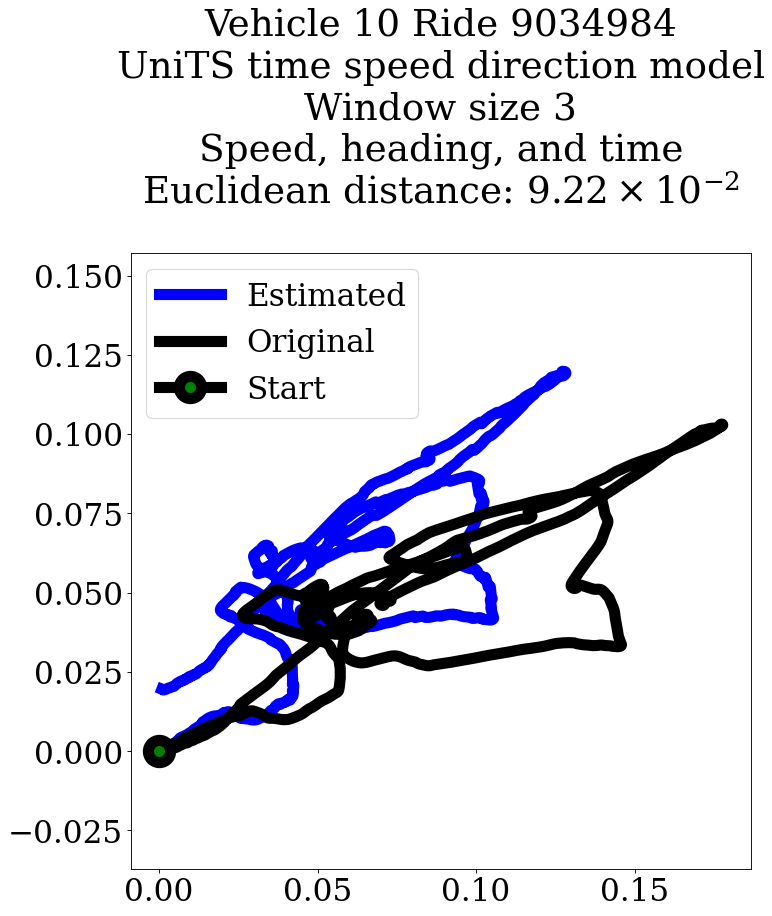 Vehicle 10 Ride 9034984
UniTS time speed direction model
Window size 3
Speed, heading, and time
Euclidean distance: 9.22 × 10⁻²
0.150
0.125
0.100
0.075
0.050
0.025
0.000
−0.025
Estimated
Original
Start
0.00 0.05 0.10 0.15